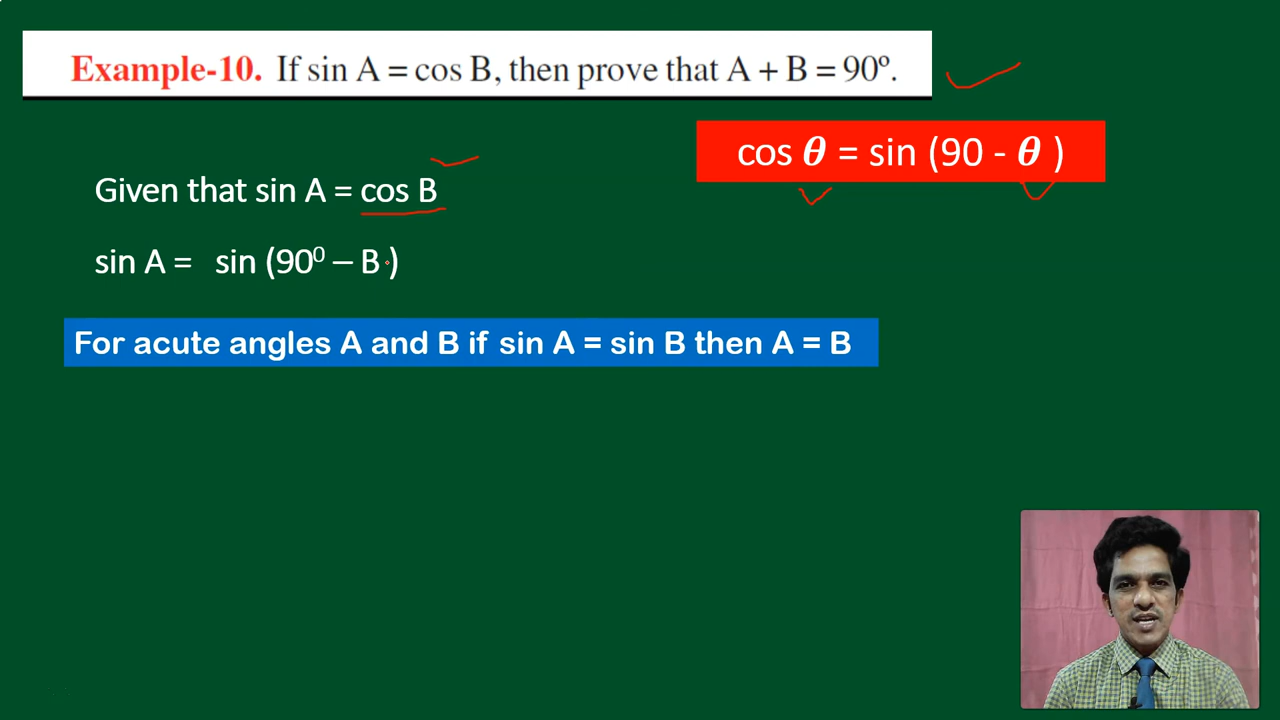 Example-10. If sin A = cos B, then prove that A + B = 90º.
cos θ = sin (90 - θ )
Given that sin A = cos B
sin A = sin (90⁰ – B )
For acute angles A and B if sin A = sin B then A = B